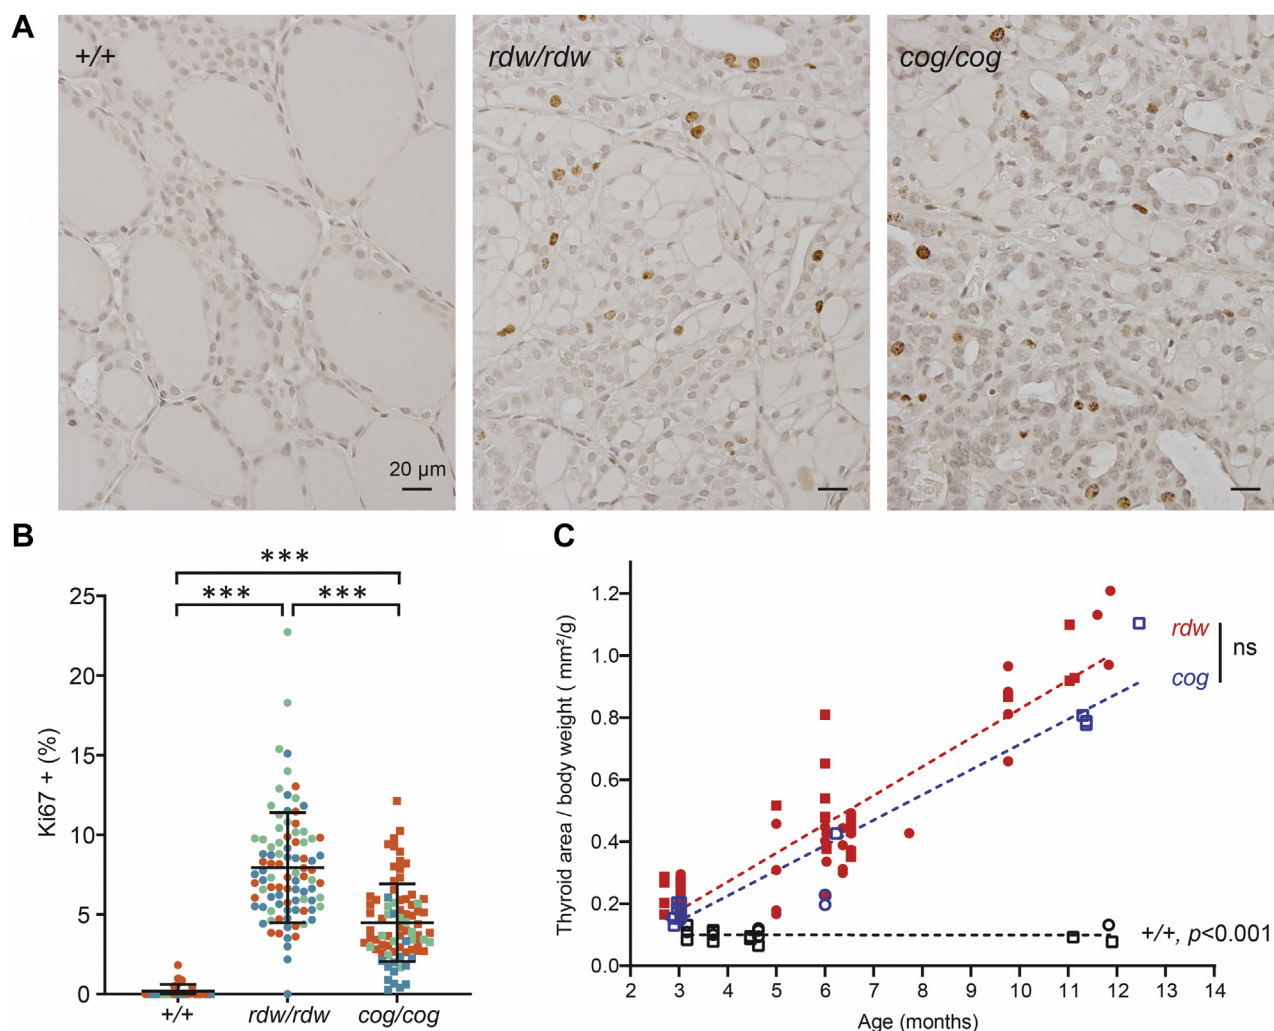 A
+/+
rdw/rdw
cog/cog
20 µm
B
C
***
***
***
25
20
15
10
5
0
Ki67 + (%)
+/+
rdw/rdw
cog/cog
1.2
1.0
0.8
0.6
0.4
0.2
0.0
Thyroid area / body weight ( mm²/g)
rdw
cog
ns
+/+, p<0.001
2 3 4 5 6 7 8 9 10 11 12 13 14
Age (months)